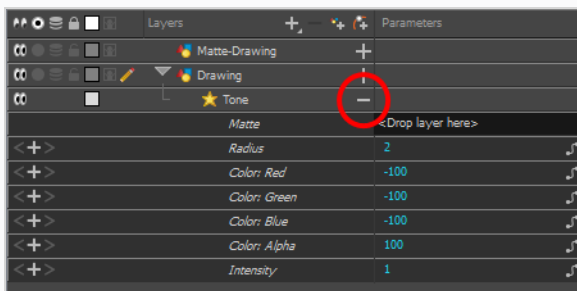 Layers Parameters
Matte-Drawing
Drawing
Tone
Matte <Drop layer here>
Radius 2
Color: Red -100
Color: Green -100
Color: Blue -100
Color: Alpha 100
Intensity 1